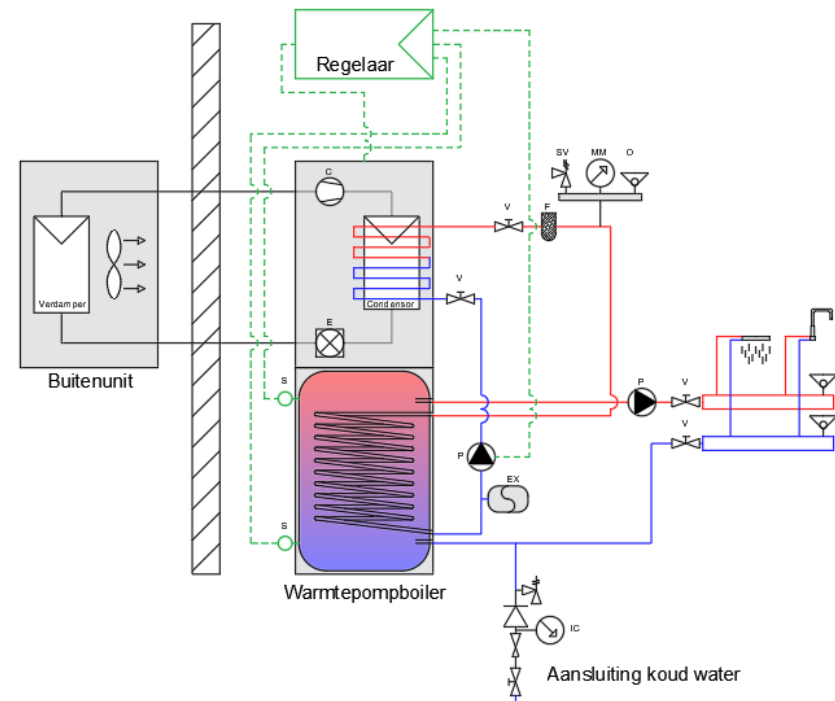 Regelaar
SV
MM
O
C
V
F
Verdamper
V
Condensor
E
Buitenunit
S
P
V
V
P
EX
S
Warmtepompboiler
IC
Aansluiting koud water